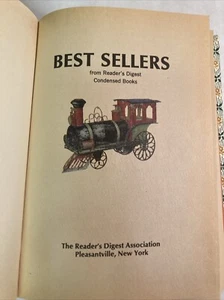 BEST SELLERS
from Reader's Digest
Condensed Books
The Reader's Digest Association
Pleasantville, New York